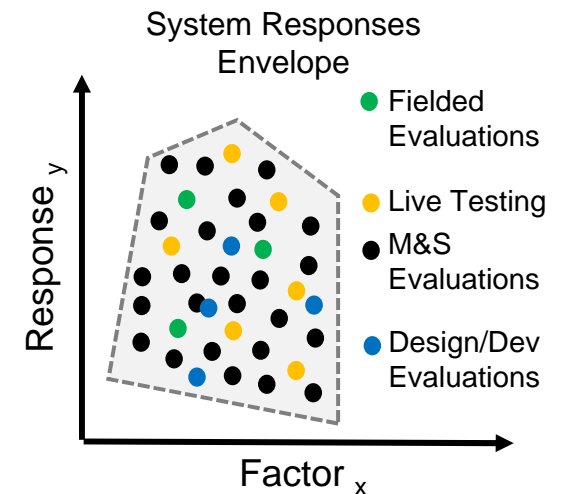 System Responses
Envelope
Fielded
Evaluations
Live Testing
M&S
Evaluations
Design/Dev
Evaluations
Response y
Factor x